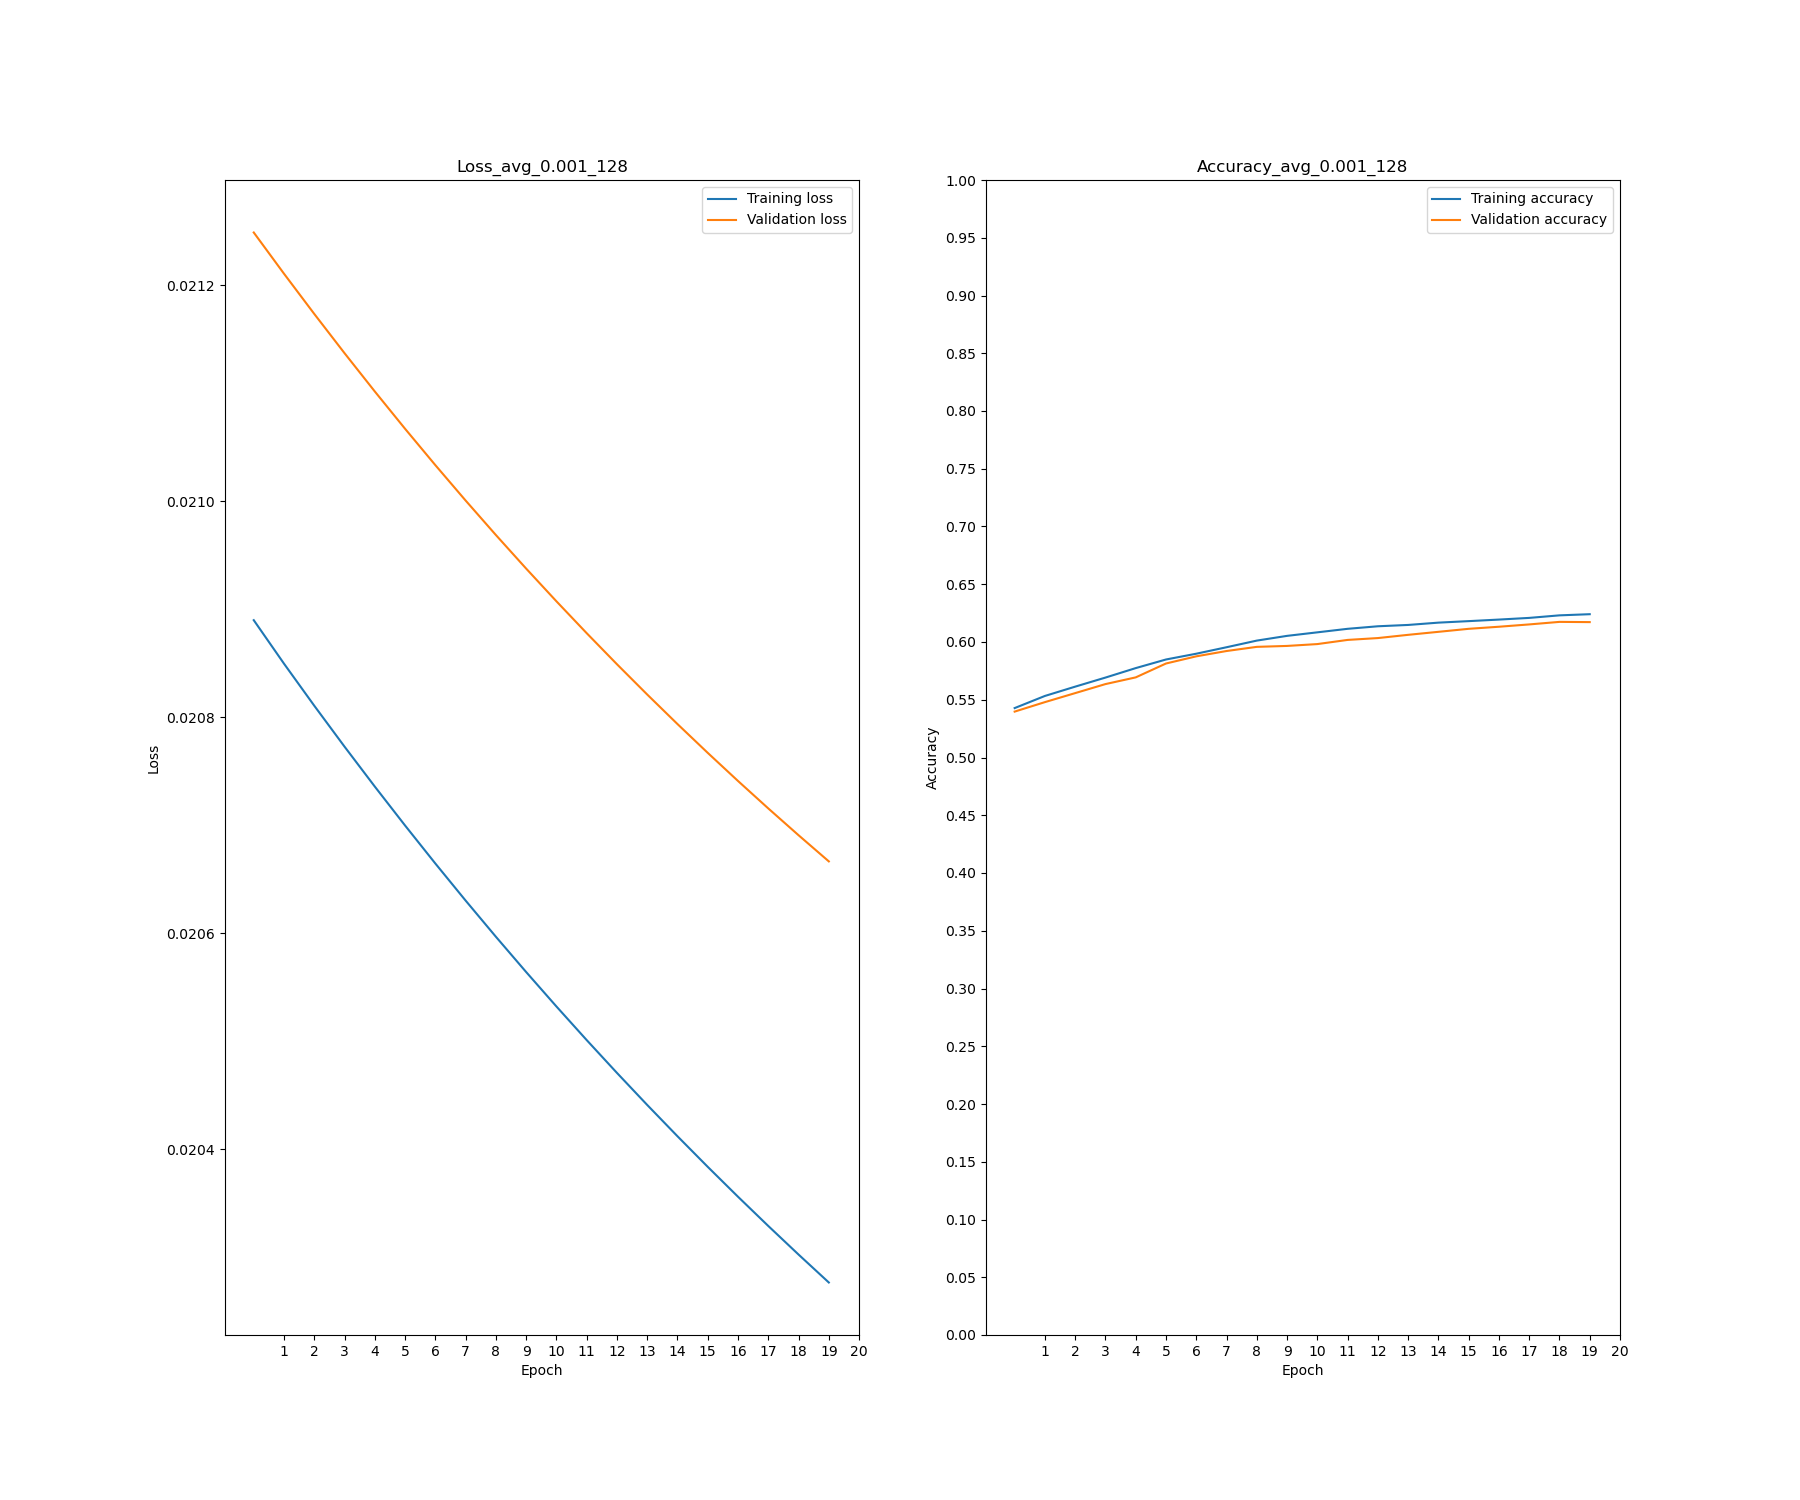 Loss_avg_0.001_128
Training loss
Validation loss
0.0212
0.0210
0.0208
0.0206
0.0204
Loss
1 2 3 4 5 6 7 8 9 10 11 12 13 14 15 16 17 18 19 20
Epoch
Accuracy_avg_0.001_128
Training accuracy
Validation accuracy
1.00
0.95
0.90
0.85
0.80
0.75
0.70
0.65
0.60
0.55
0.50
0.45
0.40
0.35
0.30
0.25
0.20
0.15
0.10
0.05
0.00
Accuracy
1 2 3 4 5 6 7 8 9 10 11 12 13 14 15 16 17 18 19 20
Epoch